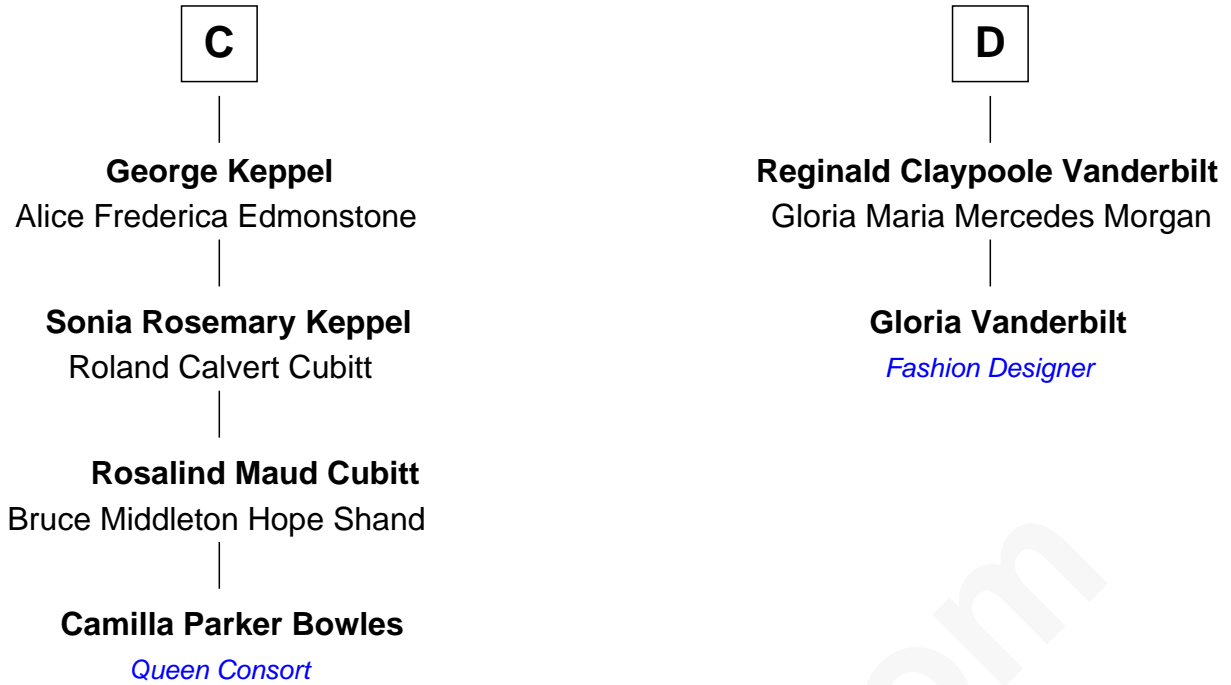 C
George Keppel
Alice Frederica Edmonstone
Sonia Rosemary Keppel
Roland Calvert Cubitt
Rosalind Maud Cubitt
Bruce Middleton Hope Shand
Camilla Parker Bowles
Queen Consort
D
Reginald Claypoole Vanderbilt
Gloria Maria Mercedes Morgan
Gloria Vanderbilt
Fashion Designer
om